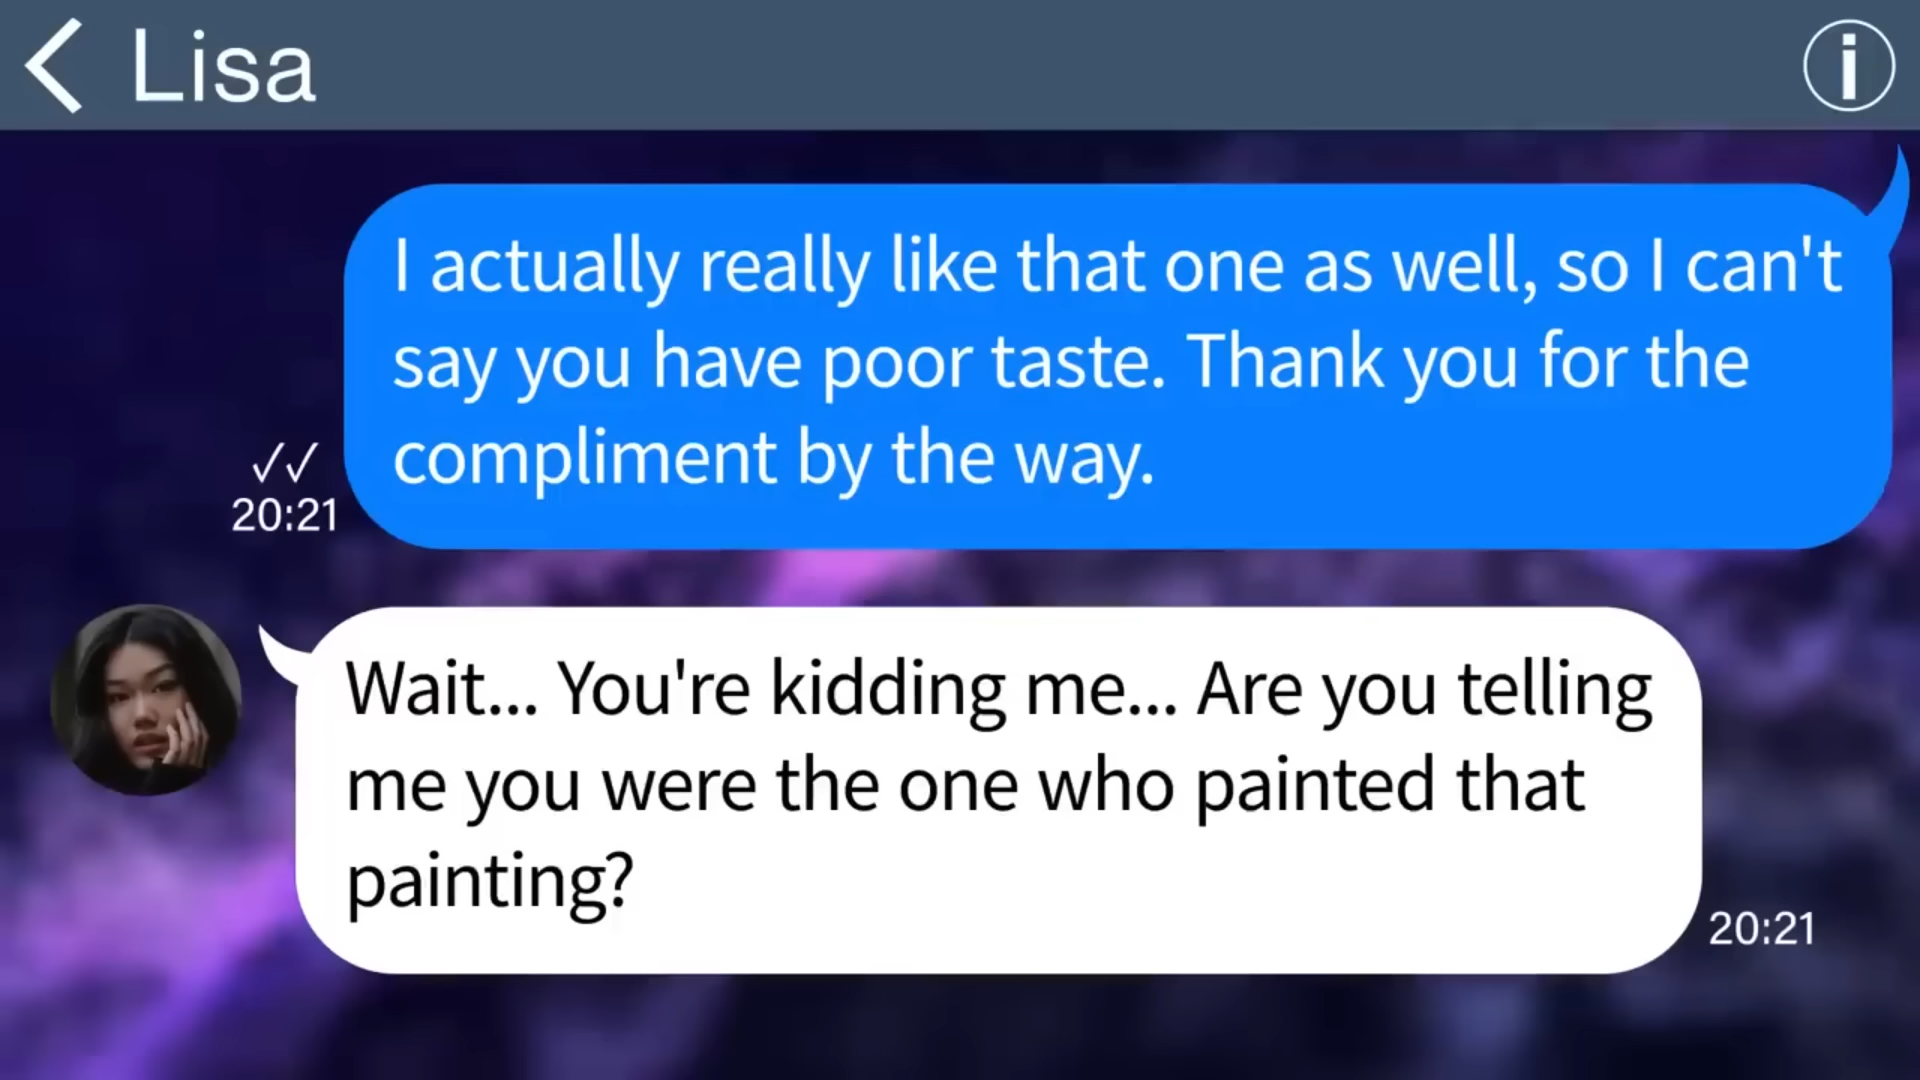 Lisa
I actually really like that one as well, so I can't
say you have poor taste. Thank you for the
compliment by the way.
20:21
Wait... You're kidding me... Are you telling
me you were the one who painted that
painting?
20:21